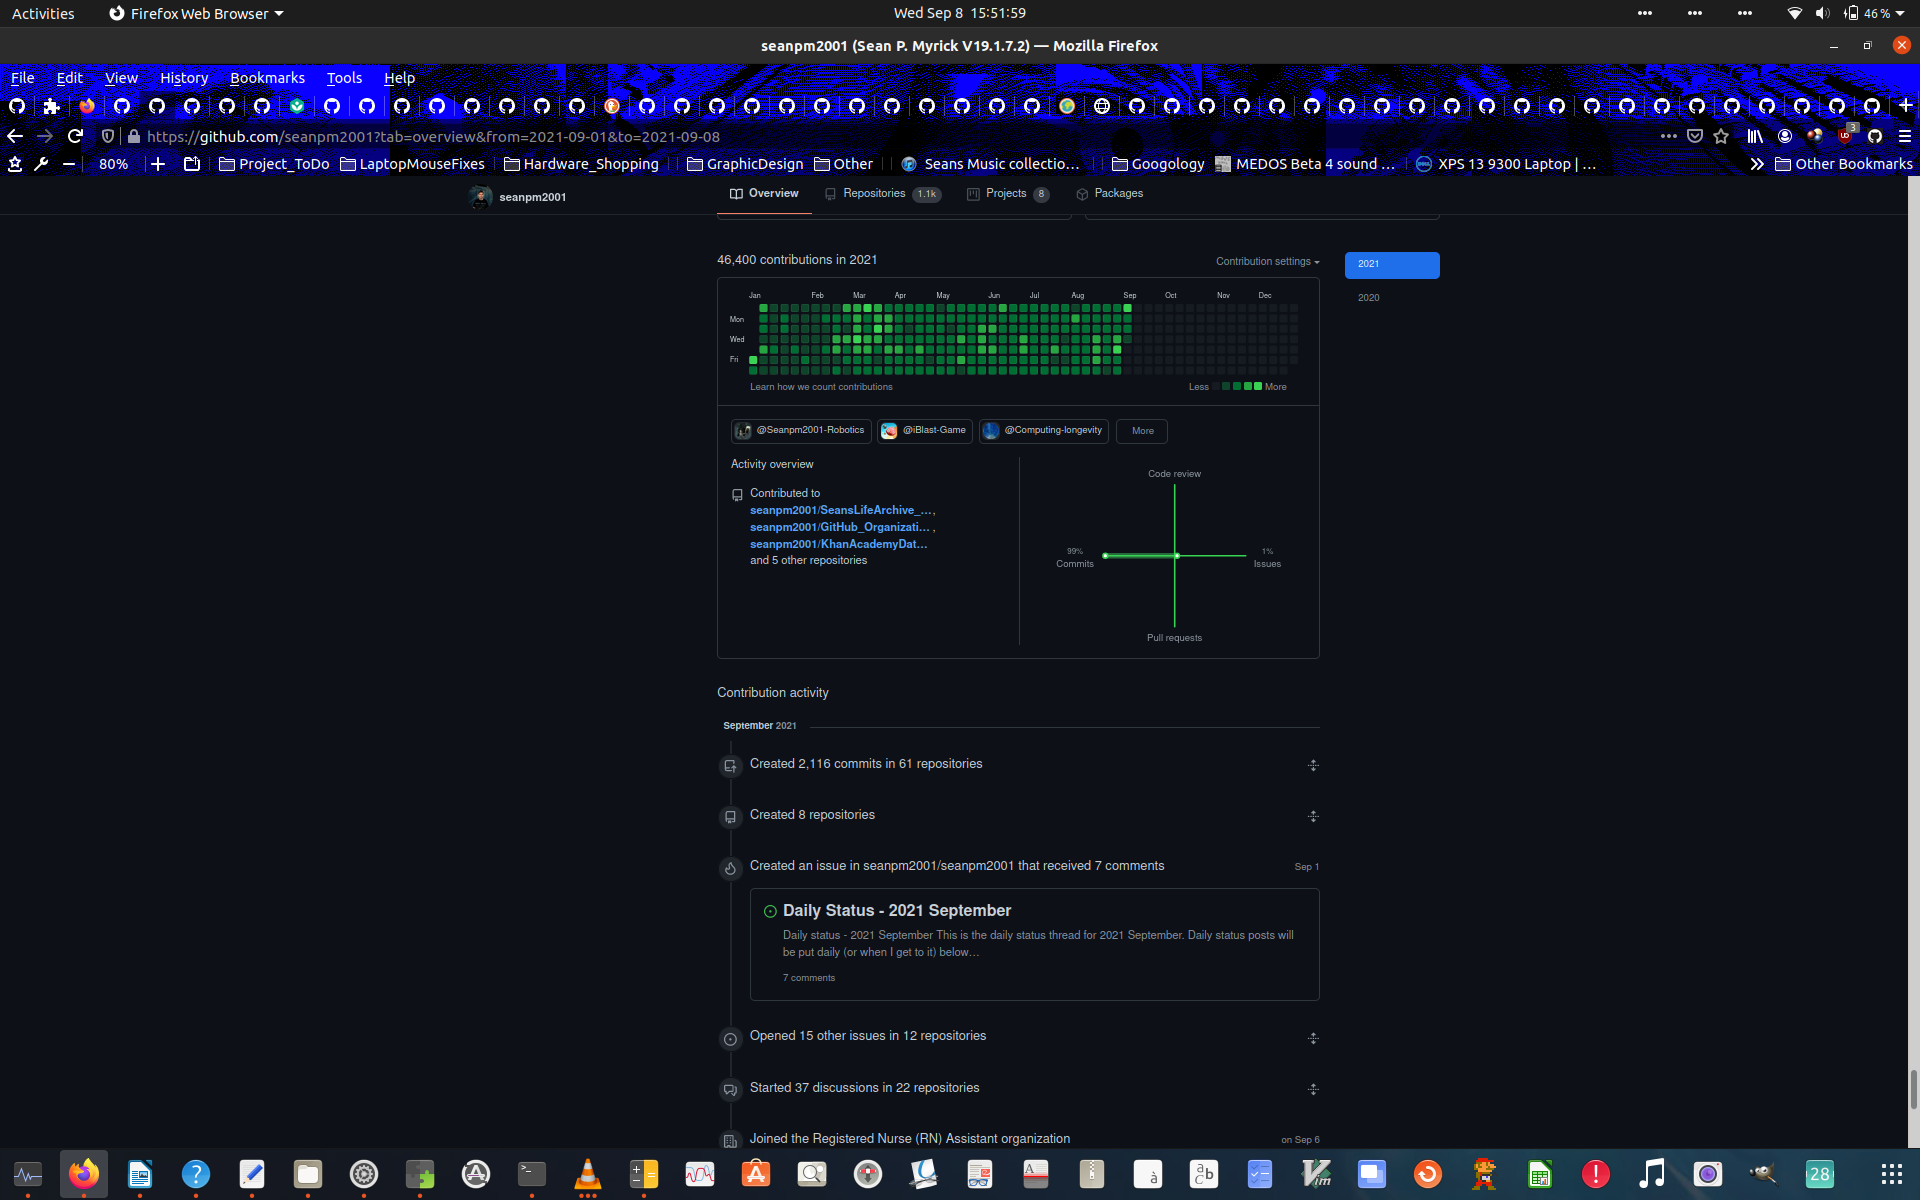 Activities
Firefox Web Browser
Wed Sep 8 15:51:59
46 %
seanpm2001 (Sean P. Myrick V19.1.7.2) — Mozilla Firefox
File Edit View History Bookmarks Tools Help
https://github.com/seanpm2001?tab=overview&from=2021-09-01&to=2021-09-08
3
80%
Project_ToDo
LaptopMouseFixes
Hardware_Shopping
GraphicDesign
Other
Seans Music collectio…
Googology
MEDOS Beta 4 sound …
XPS 13 9300 Laptop | …
Other Bookmarks
seanpm2001
Overview
Repositories 1.1k
Projects 8
Packages
46,400 contributions in 2021
Contribution settings
2021
2020
Jan Feb Mar Apr May Jun Jul Aug Sep Oct Nov Dec
Mon
Wed
Fri
Learn how we count contributions
Less More
@Seanpm2001-Robotics
@iBlast-Game
@Computing-longevity
More
Activity overview
Contributed to
seanpm2001/SeansLifeArchive_…,
seanpm2001/GitHub_Organizati… ,
seanpm2001/KhanAcademyDat…
and 5 other repositories
Code review
99%
Commits
1%
Issues
Pull requests
Contribution activity
September 2021
Created 2,116 commits in 61 repositories
Created 8 repositories
Created an issue in seanpm2001/seanpm2001 that received 7 comments
Sep 1
Daily Status - 2021 September
Daily status - 2021 September This is the daily status thread for 2021 September. Daily status posts will
be put daily (or when I get to it) below…
7 comments
Opened 15 other issues in 12 repositories
Started 37 discussions in 22 repositories
Joined the Registered Nurse (RN) Assistant organization
on Sep 6
28